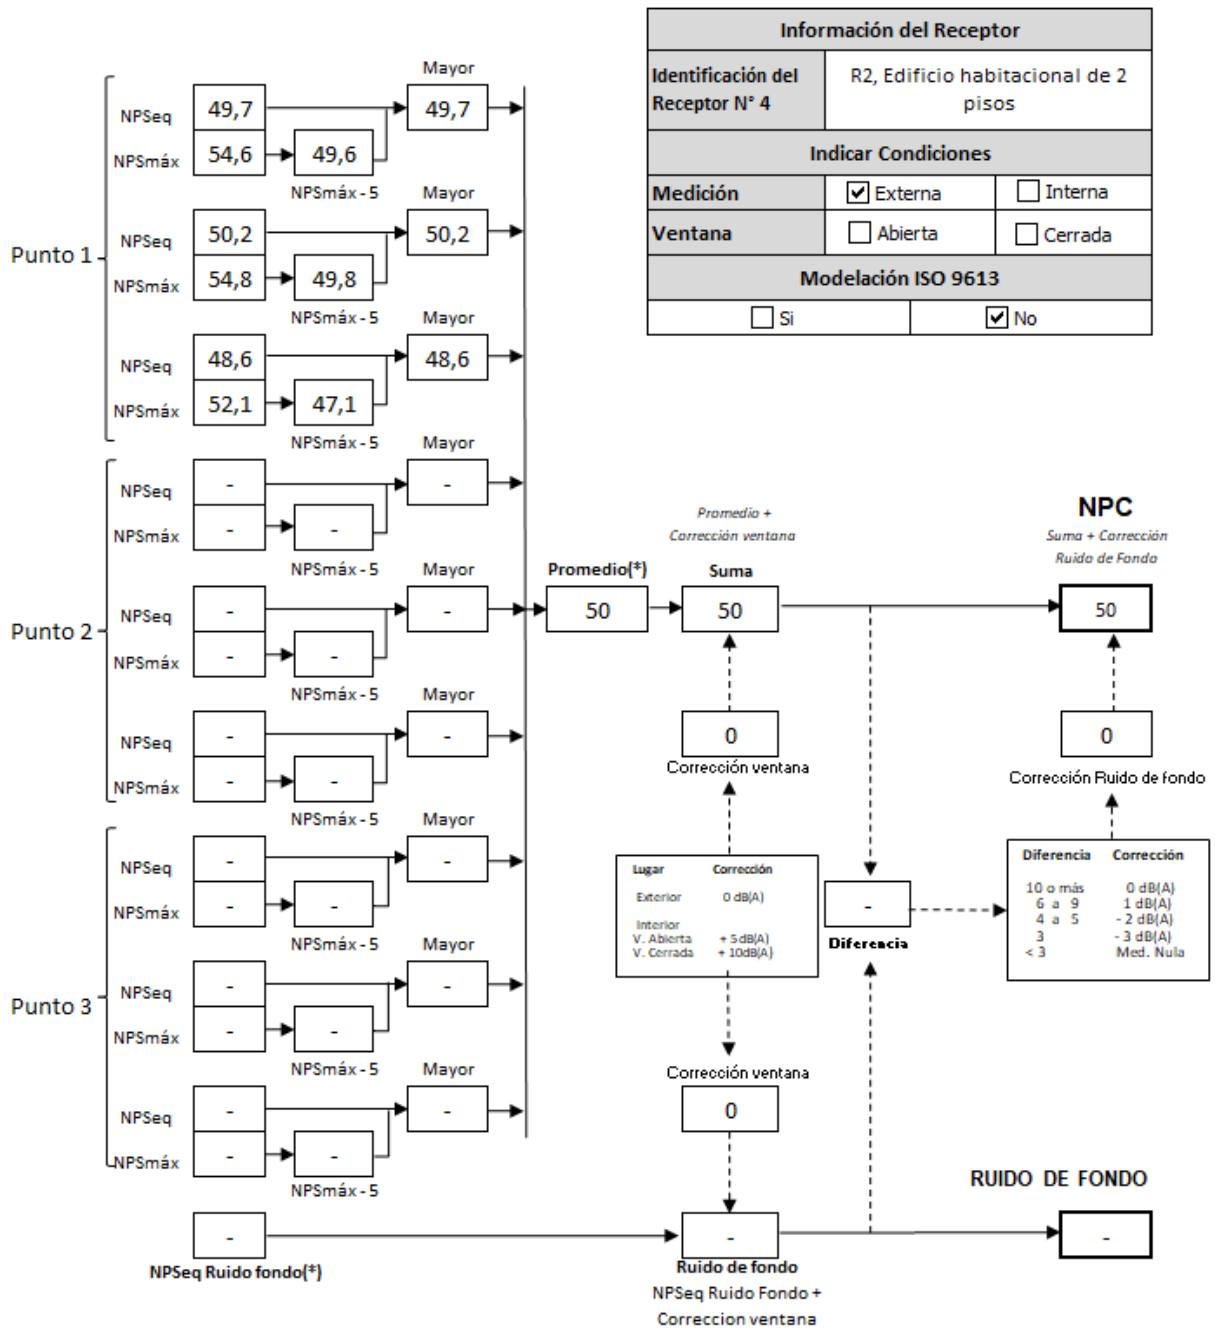 Información del Receptor
Identificación del Receptor N° 4
R2, Edificio habitacional de 2 pisos
Indicar Condiciones
Medición
✔ Externa
Interna
Ventana
Abierta
Cerrada
Modelación ISO 9613
Si
✔ No
Punto 1
Mayor
NPSeq
49,7
49,7
NPSmáx
54,6
49,6
NPSmáx - 5
Mayor
NPSeq
50,2
50,2
NPSmáx
54,8
49,8
NPSmáx - 5
Mayor
NPSeq
48,6
48,6
NPSmáx
52,1
47,1
NPSmáx - 5
Punto 2
Mayor
NPSeq
-
-
NPSmáx
-
-
NPSmáx - 5
Mayor
NPSeq
-
-
NPSmáx
-
-
NPSmáx - 5
Mayor
NPSeq
-
-
NPSmáx
-
-
NPSmáx - 5
Punto 3
Mayor
NPSeq
-
-
NPSmáx
-
-
NPSmáx - 5
NPSeq
-
-
NPSmáx
-
-
NPSmáx - 5
Mayor
NPSeq
-
-
NPSmáx
-
-
NPSmáx - 5
-
NPSeq Ruido fondo(*)
Promedio(*)
50
Promedio +
Corrección ventana
Suma
50
NPC
Suma + Corrección
Ruido de Fondo
50
0
Corrección ventana
0
Corrección Ruido de fondo
Lugar Corrección
Exterior 0 dB(A)
Interior
V. Abierta + 5dB(A)
V. Cerrada + 10dB(A)
-
Diferencia
Diferencia Corrección
10 o más 0 dB(A)
6 a 9 1 dB(A)
4 a 5 - 2 dB(A)
3 - 3 dB(A)
< 3 Med. Nula
Corrección ventana
0
-
Ruido de fondo
NPSeq Ruido Fondo +
Correccion ventana
RUIDO DE FONDO
-